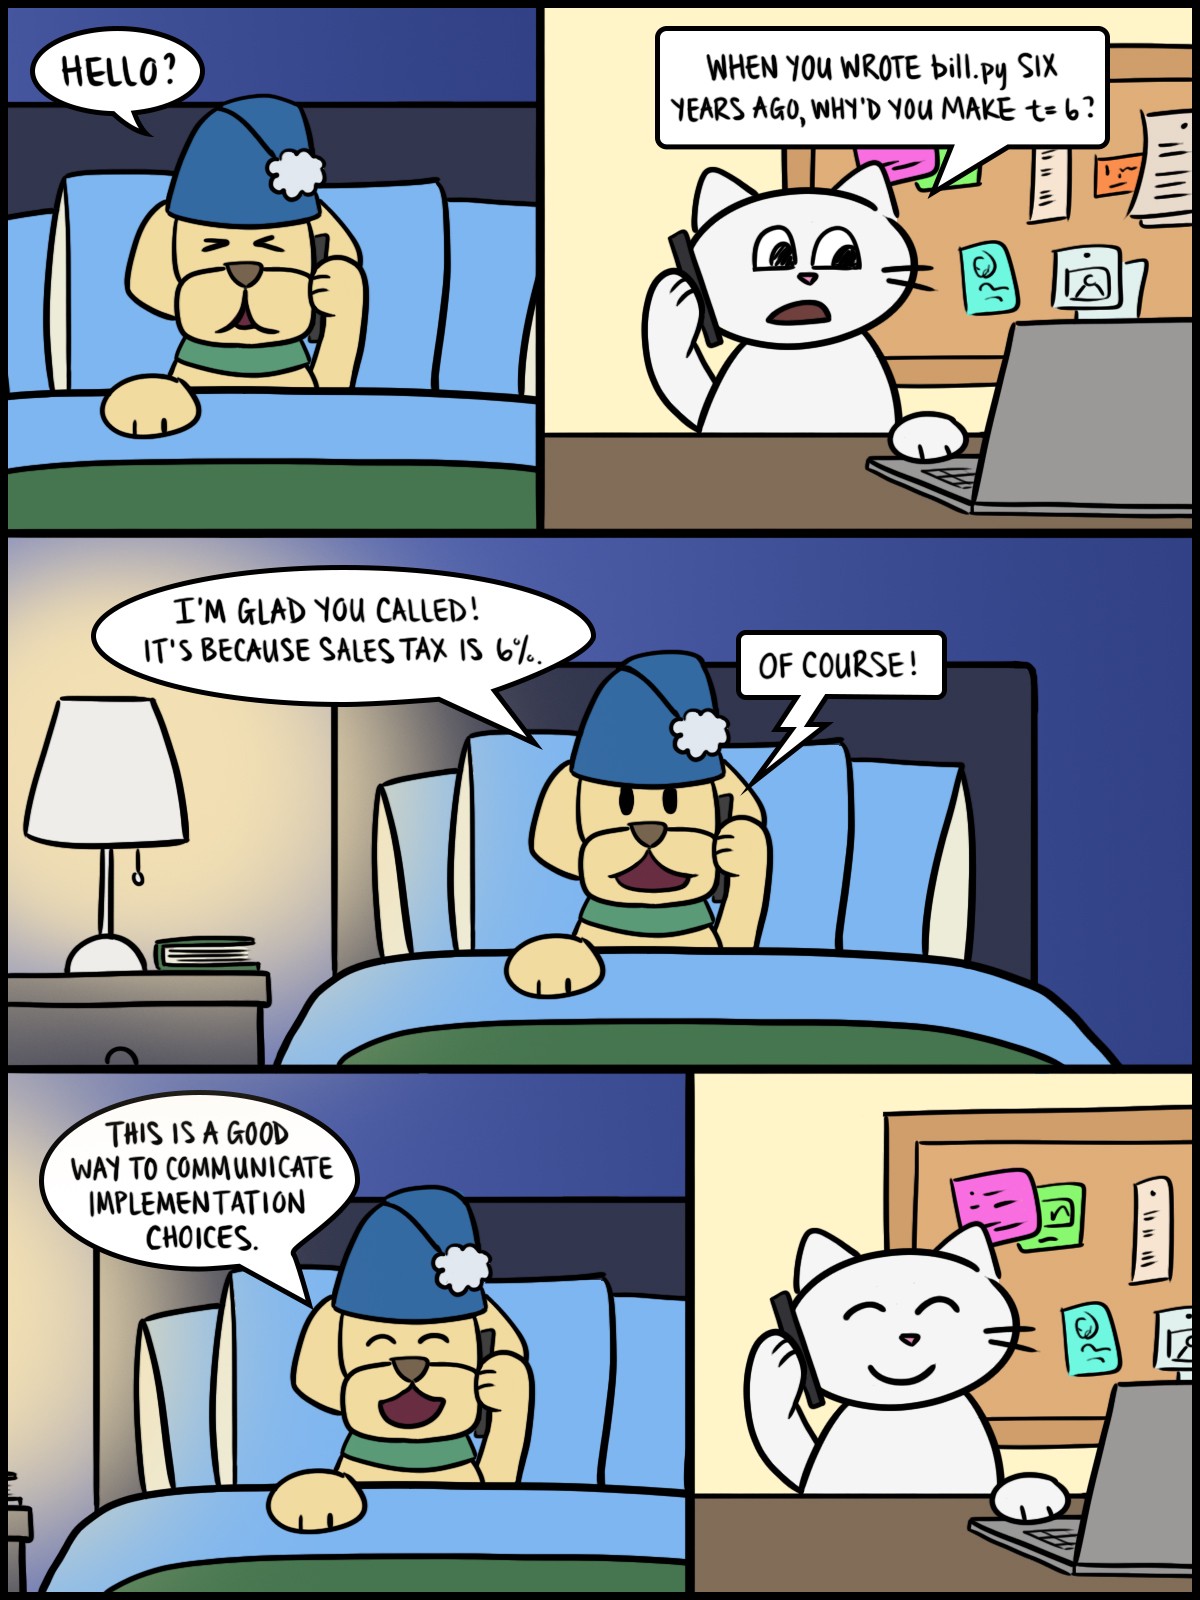 HELLO?
WHEN YOU WROTE bill.py SIX
YEARS AGO, WHY'D YOU MAKE t=6?
I'M GLAD YOU CALLED!
IT'S BECAUSE SALES TAX IS 6%.
OF COURSE!
THIS IS A GOOD
WAY TO COMMUNICATE
IMPLEMENTATION
CHOICES.